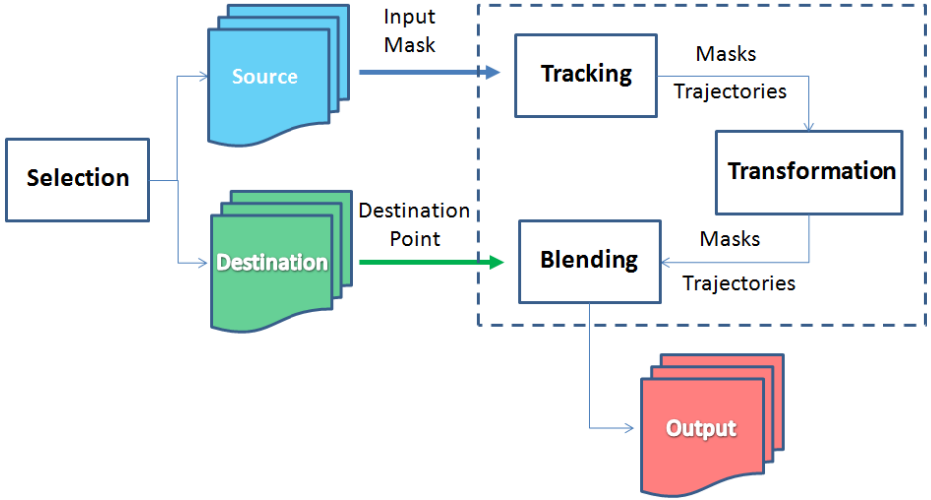 Input
Mask
Source
Tracking
Masks
Trajectories
Selection
Transformation
Destination
Destination
Point
Blending
Masks
Trajectories
Output